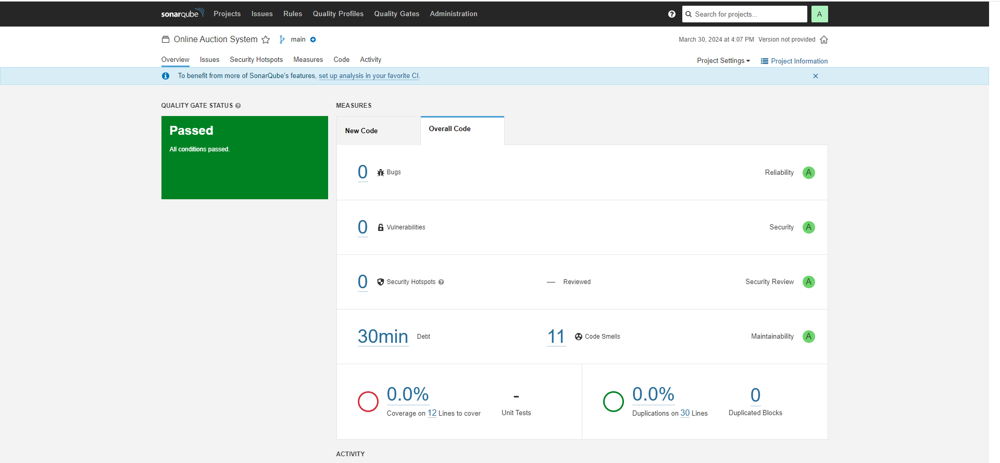 sonarqube Projects Issues Rules Quality Profiles Quality Gates Administration ? Search for projects... A
Online Auction System main March 30, 2024 at 4:07 PM Version not provided
Overview Issues Security Hotspots Measures Code Activity Project Settings Project Information
To benefit from more of SonarQube's features, set up analysis in your favorite CI.
QUALITY GATE STATUS ?
Passed
All conditions passed.
MEASURES
New Code Overall Code
0 Bugs Reliability A
0 Vulnerabilities Security A
0 Security Hotspots ? — Reviewed Security Review A
30min Debt 11 Code Smells Maintainability A
0.0% - 0.0% 0
Coverage on 12 Lines to cover Unit Tests Duplications on 30 Lines Duplicated Blocks
ACTIVITY